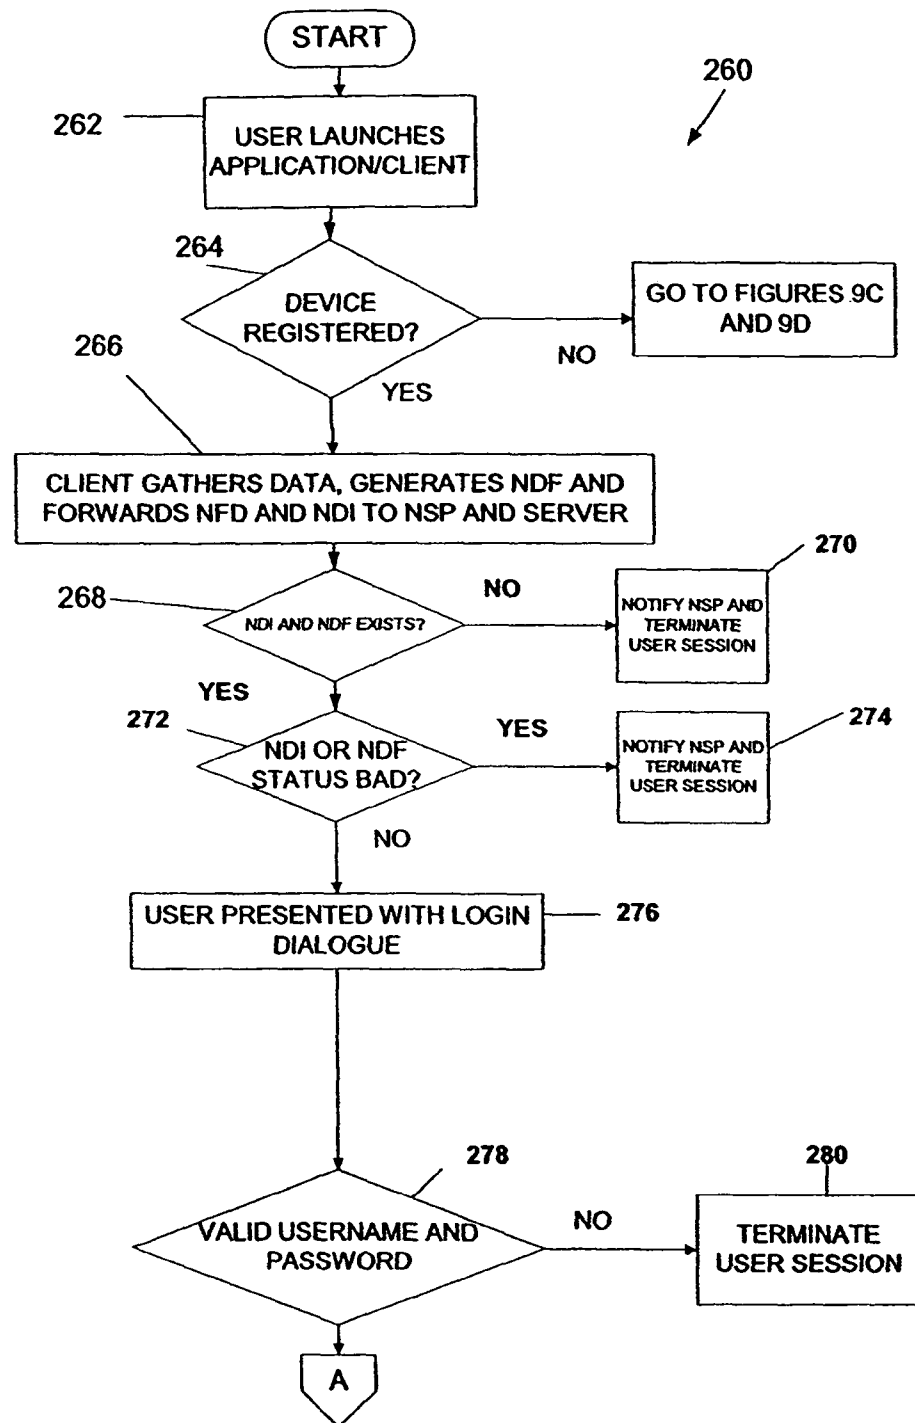 START
260
262
USER LAUNCHES
APPLICATION/CLIENT
264
DEVICE
REGISTERED?
GO TO FIGURES 9C
AND 9D
NO
266
YES
CLIENT GATHERS DATA, GENERATES NDF AND
FORWARDS NFD AND NDI TO NSP AND SERVER
270
NO
268
NDI AND NDF EXISTS?
NOTIFY NSP AND
TERMINATE
USER SESSION
YES
272
YES
274
NDI OR NDF
STATUS BAD?
NOTIFY NSP AND
TERMINATE
USER SESSION
NO
USER PRESENTED WITH LOGIN
DIALOGUE
276
278
280
VALID USERNAME AND
PASSWORD
NO
TERMINATE
USER SESSION
A